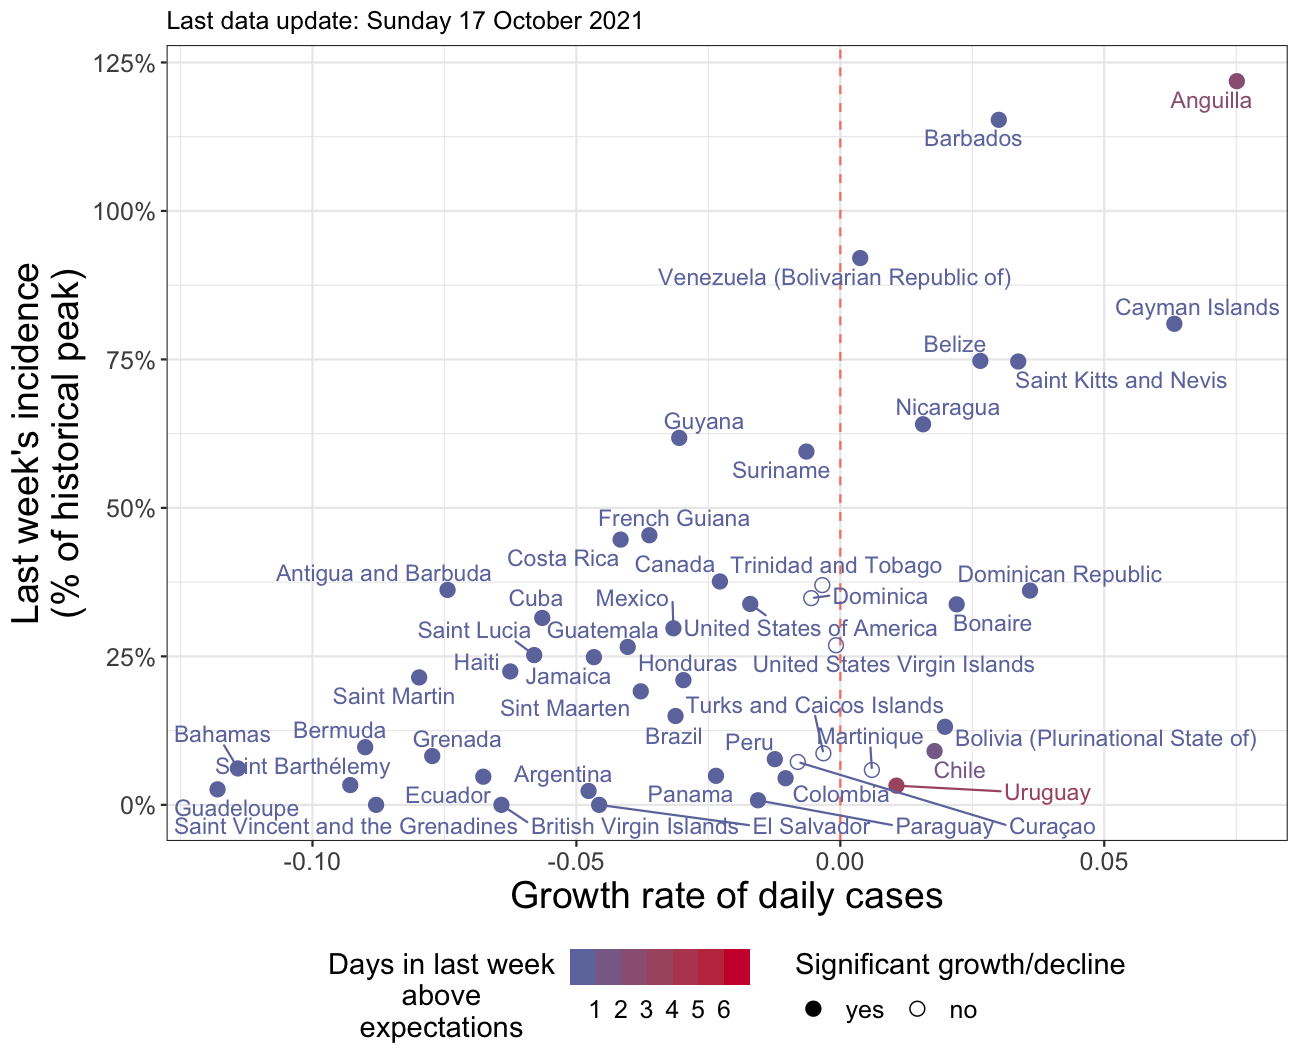 Last data update: Sunday 17 October 2021
125%
Anguilla
Barbados
100%
Venezuela (Bolivarian Republic of)
Cayman Islands
75%
Belize
Saint Kitts and Nevis
Nicaragua
Guyana
Suriname
50%
French Guiana
Costa Rica
Canada
Trinidad and Tobago
Antigua and Barbuda
Dominican Republic
Cuba
Mexico
Dominica
Bonaire
Saint Lucia
Guatemala
United States of America
25%
Haiti
Jamaica
Honduras
United States Virgin Islands
Saint Martin
Sint Maarten
Turks and Caicos Islands
Bahamas
Bermuda
Grenada
Brazil
Peru
Martinique
Bolivia (Plurinational State of)
Saint Barthélemy
Argentina
Chile
0%
Guadeloupe
Ecuador
Panama
Colombia
Uruguay
Saint Vincent and the Grenadines
British Virgin Islands
El Salvador
Paraguay
Curaçao
-0.10
-0.05
0.00
0.05
Last week's incidence
(% of historical peak)
Growth rate of daily cases
Days in last week
above
expectations
1 2 3 4 5 6
Significant growth/decline
yes
no